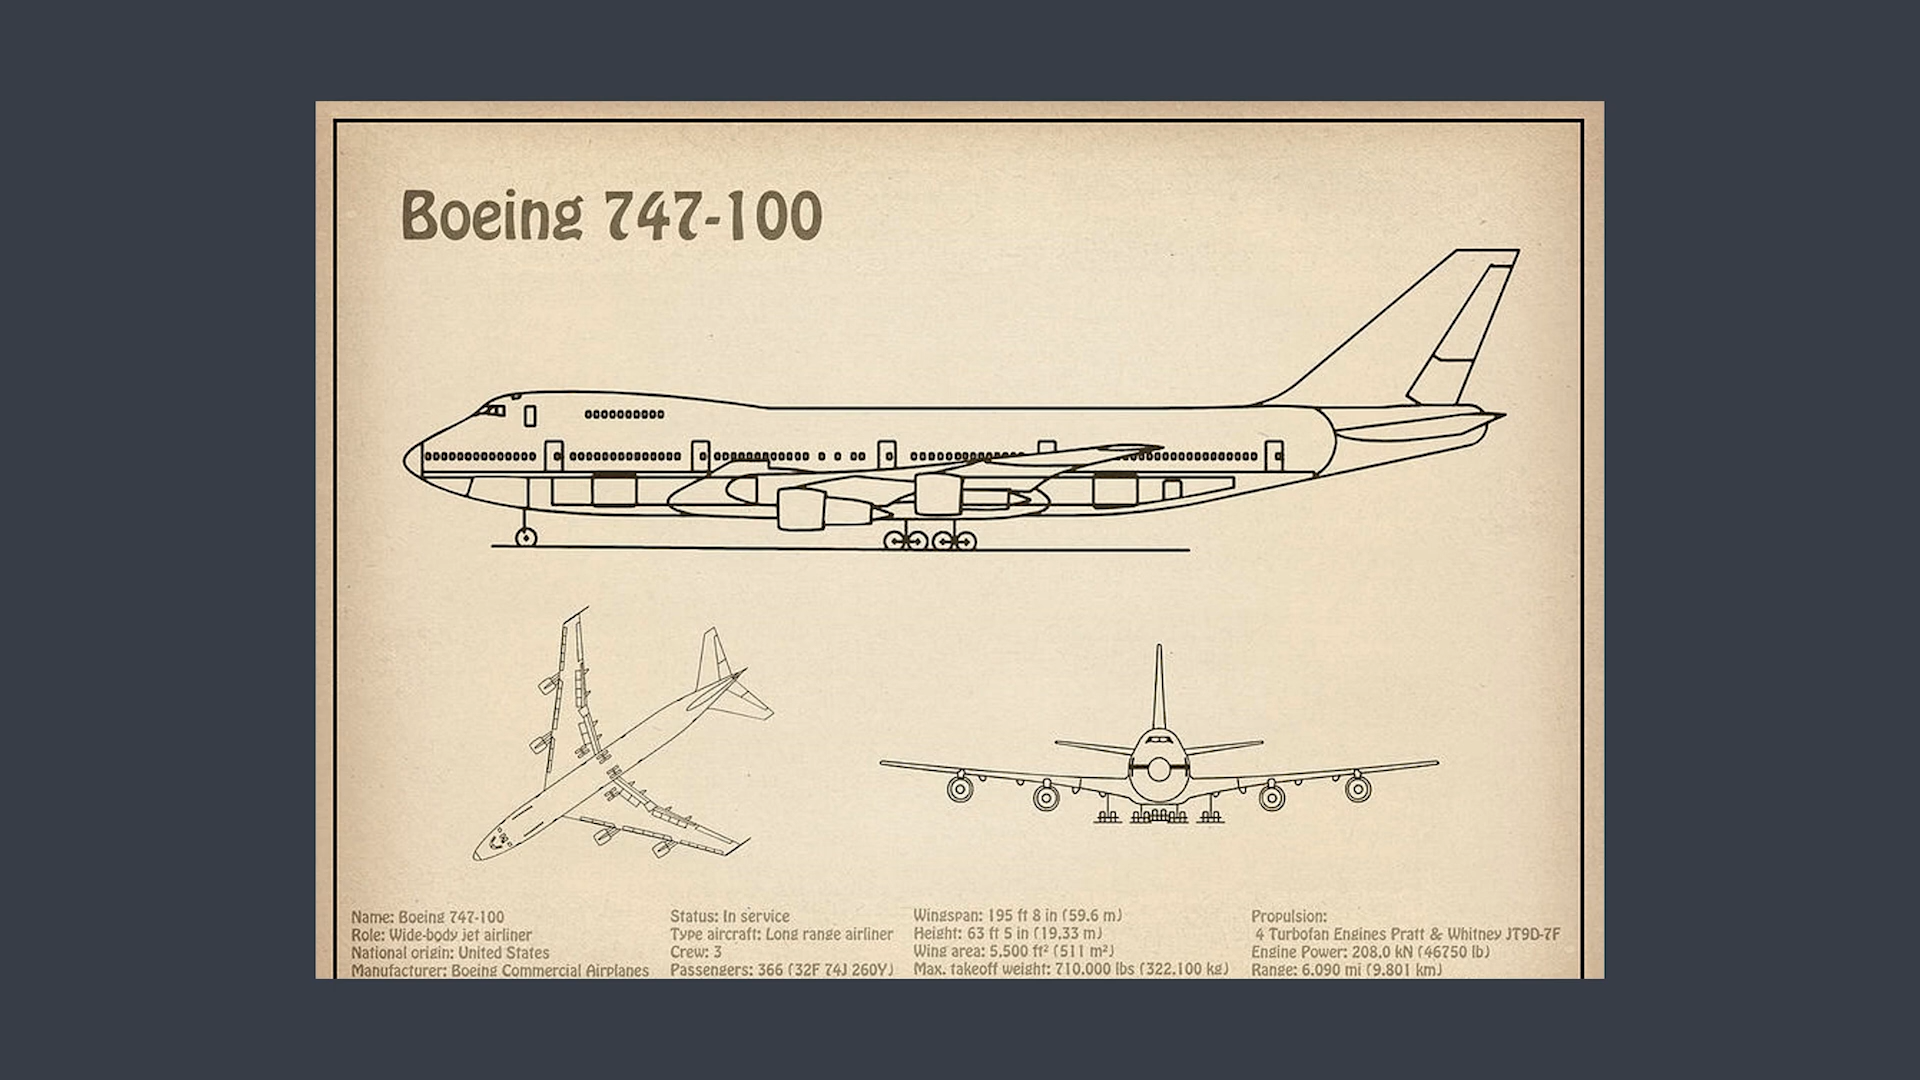 Boeing 747-100
Name: Boeing 747-100
Role: Wide-body jet airliner
National origin: United States
Manufacturer: Boeing Commercial Airplanes
Status: In service
Type aircraft: Long range airliner
Crew: 3
Passengers: 366 (32F 74J 260Y)
Wingspan: 195 ft 8 in (59.6 m)
Height: 63 ft 5 in (19.33 m)
Wing area: 5.500 ft² (511 m²)
Max. takeoff weight: 710.000 lbs (322.100 kg)
Propulsion:
4 Turbofan Engines Pratt & Whitney JT9D-7F
Engine Power: 208.0 kN (46750 lb)
Range: 6.090 mi (9.801 km)